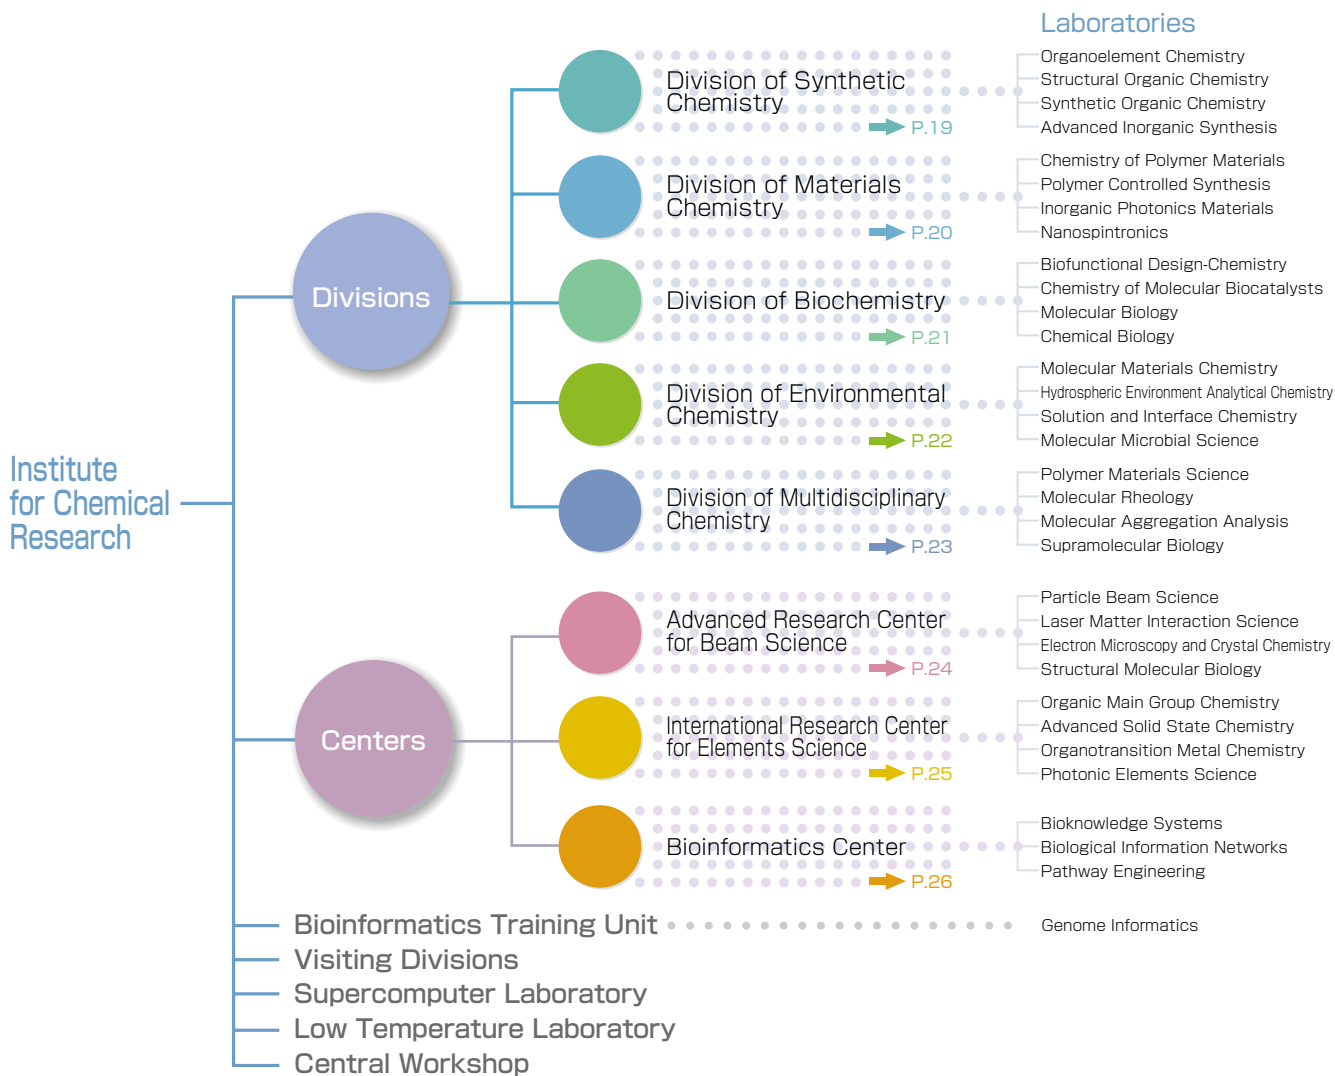 Laboratories
Institute
for Chemical
Research
Divisions
Division of Synthetic
Chemistry
P.19
Organoelement Chemistry
Structural Organic Chemistry
Synthetic Organic Chemistry
Advanced Inorganic Synthesis
Division of Materials
Chemistry
P.20
Chemistry of Polymer Materials
Polymer Controlled Synthesis
Inorganic Photonics Materials
Nanospintronics
Division of Biochemistry
P.21
Biofunctional Design-Chemistry
Chemistry of Molecular Biocatalysts
Molecular Biology
Chemical Biology
Division of Environmental
Chemistry
P.22
Molecular Materials Chemistry
Hydrospheric Environment Analytical Chemistry
Solution and Interface Chemistry
Molecular Microbial Science
Division of Multidisciplinary
Chemistry
P.23
Polymer Materials Science
Molecular Rheology
Molecular Aggregation Analysis
Supramolecular Biology
Centers
Advanced Research Center
for Beam Science
P.24
Particle Beam Science
Laser Matter Interaction Science
Electron Microscopy and Crystal Chemistry
Structural Molecular Biology
International Research Center
for Elements Science
P.25
Organic Main Group Chemistry
Advanced Solid State Chemistry
Organotransition Metal Chemistry
Photonic Elements Science
Bioinformatics Center
P.26
Bioknowledge Systems
Biological Information Networks
Pathway Engineering
Bioinformatics Training Unit
Genome Informatics
Visiting Divisions
Supercomputer Laboratory
Low Temperature Laboratory
Central Workshop